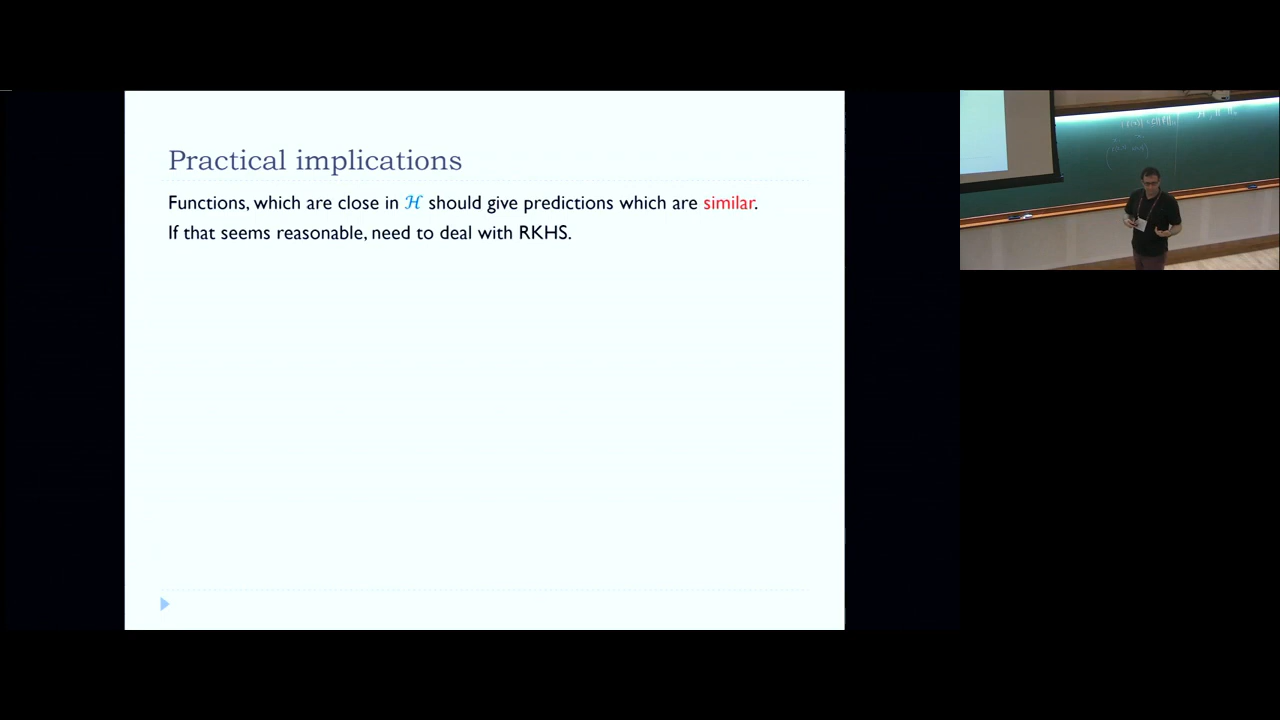 Practical implications
Functions, which are close in ℋ should give predictions which are similar.
If that seems reasonable, need to deal with RKHS.